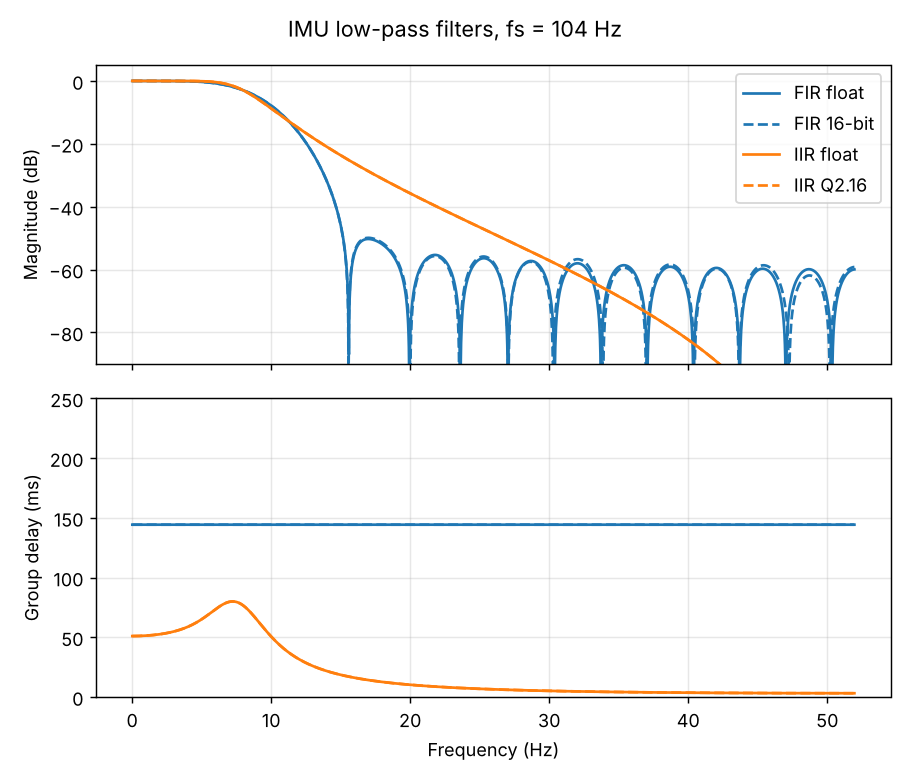 IMU low-pass filters, fs = 104 Hz
0
−20
−40
−60
−80
Magnitude (dB)
FIR float
FIR 16-bit
IIR float
IIR Q2.16
250
200
150
100
50
0
Group delay (ms)
0 10 20 30 40 50
Frequency (Hz)